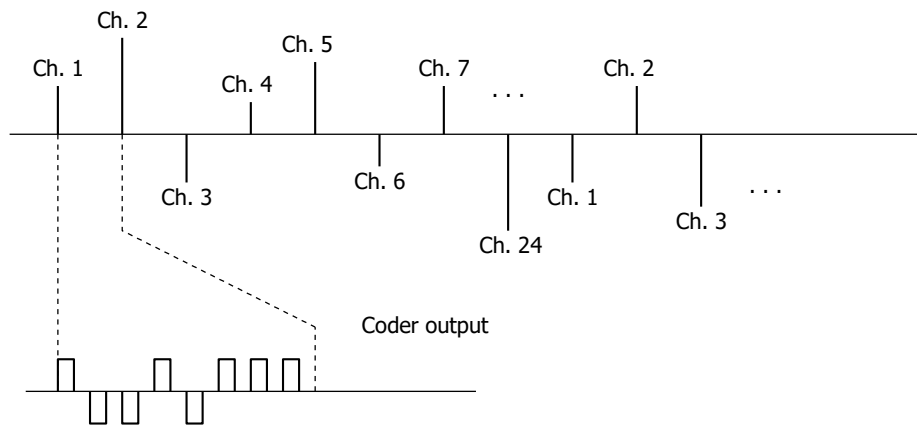 Ch. 2
Ch. 5
Ch. 1
Ch. 7
Ch. 2
Ch. 4
. . .
Ch. 3
Ch. 6
Ch. 1
. . .
Ch. 3
Ch. 24
Coder output